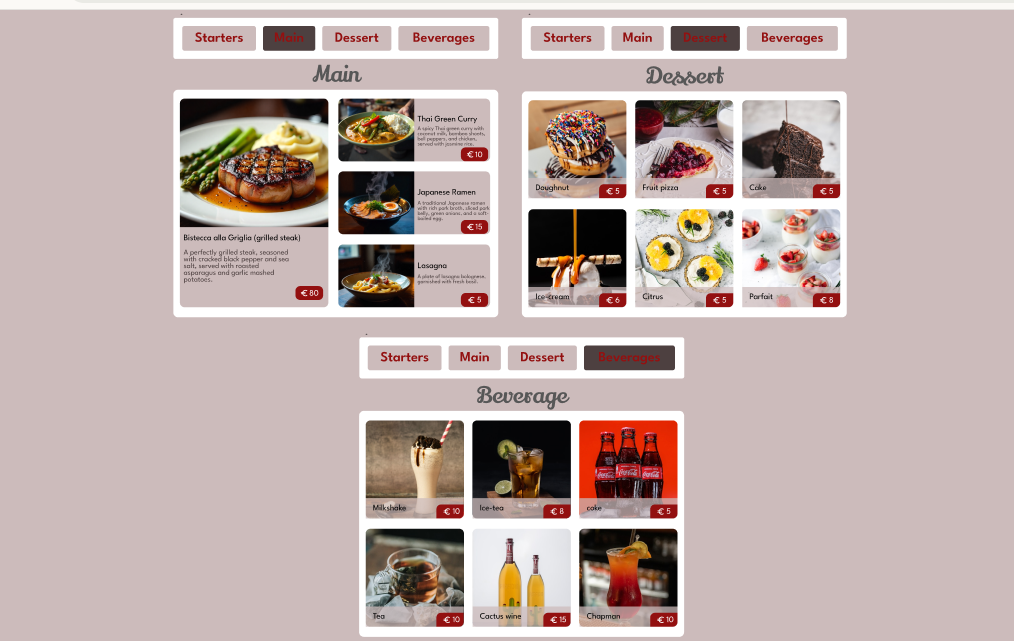 Starters Main Dessert Beverages
Main
Bistecca alla Griglia (grilled steak)
A perfectly grilled steak, seasoned
with cracked black pepper and sea
salt, served with roasted
asparagus and garlic mashed
potatoes.
€ 80
Thai Green Curry
A spicy Thai green curry with
coconut milk, bamboo shoots,
bell peppers, and chicken,
served with jasmine rice.
€ 10
Japanese Ramen
A traditional Japanese ramen
with rich pork broth, sliced pork
belly, green onions, and a soft-
boiled egg.
€ 15
Lasagna
A plate of lasagna bolognese,
garnished with fresh basil.
€ 5
Starters Main Dessert Beverages
Dessert
Doughnut € 5
Fruit pizza € 5
Cake € 5
Ice-cream € 6
Citrus € 5
Parfait € 8
Starters Main Dessert Beverages
Beverage
Milkshake € 10
Ice-tea € 8
Coca-Cola Coca-Cola Coca-Cola
coke € 5
Tea € 10
Cactus wine € 15
Chapman € 10